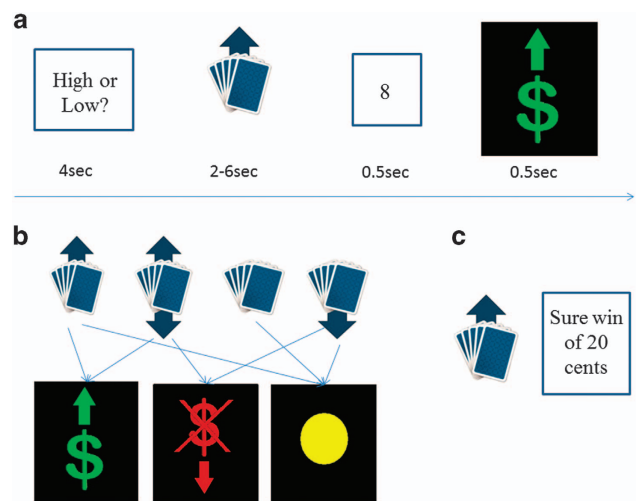 a
High or
Low?
8
$
4sec
2-6sec
0.5sec
0.5sec
b
c
Sure win
of 20
cents
$
$